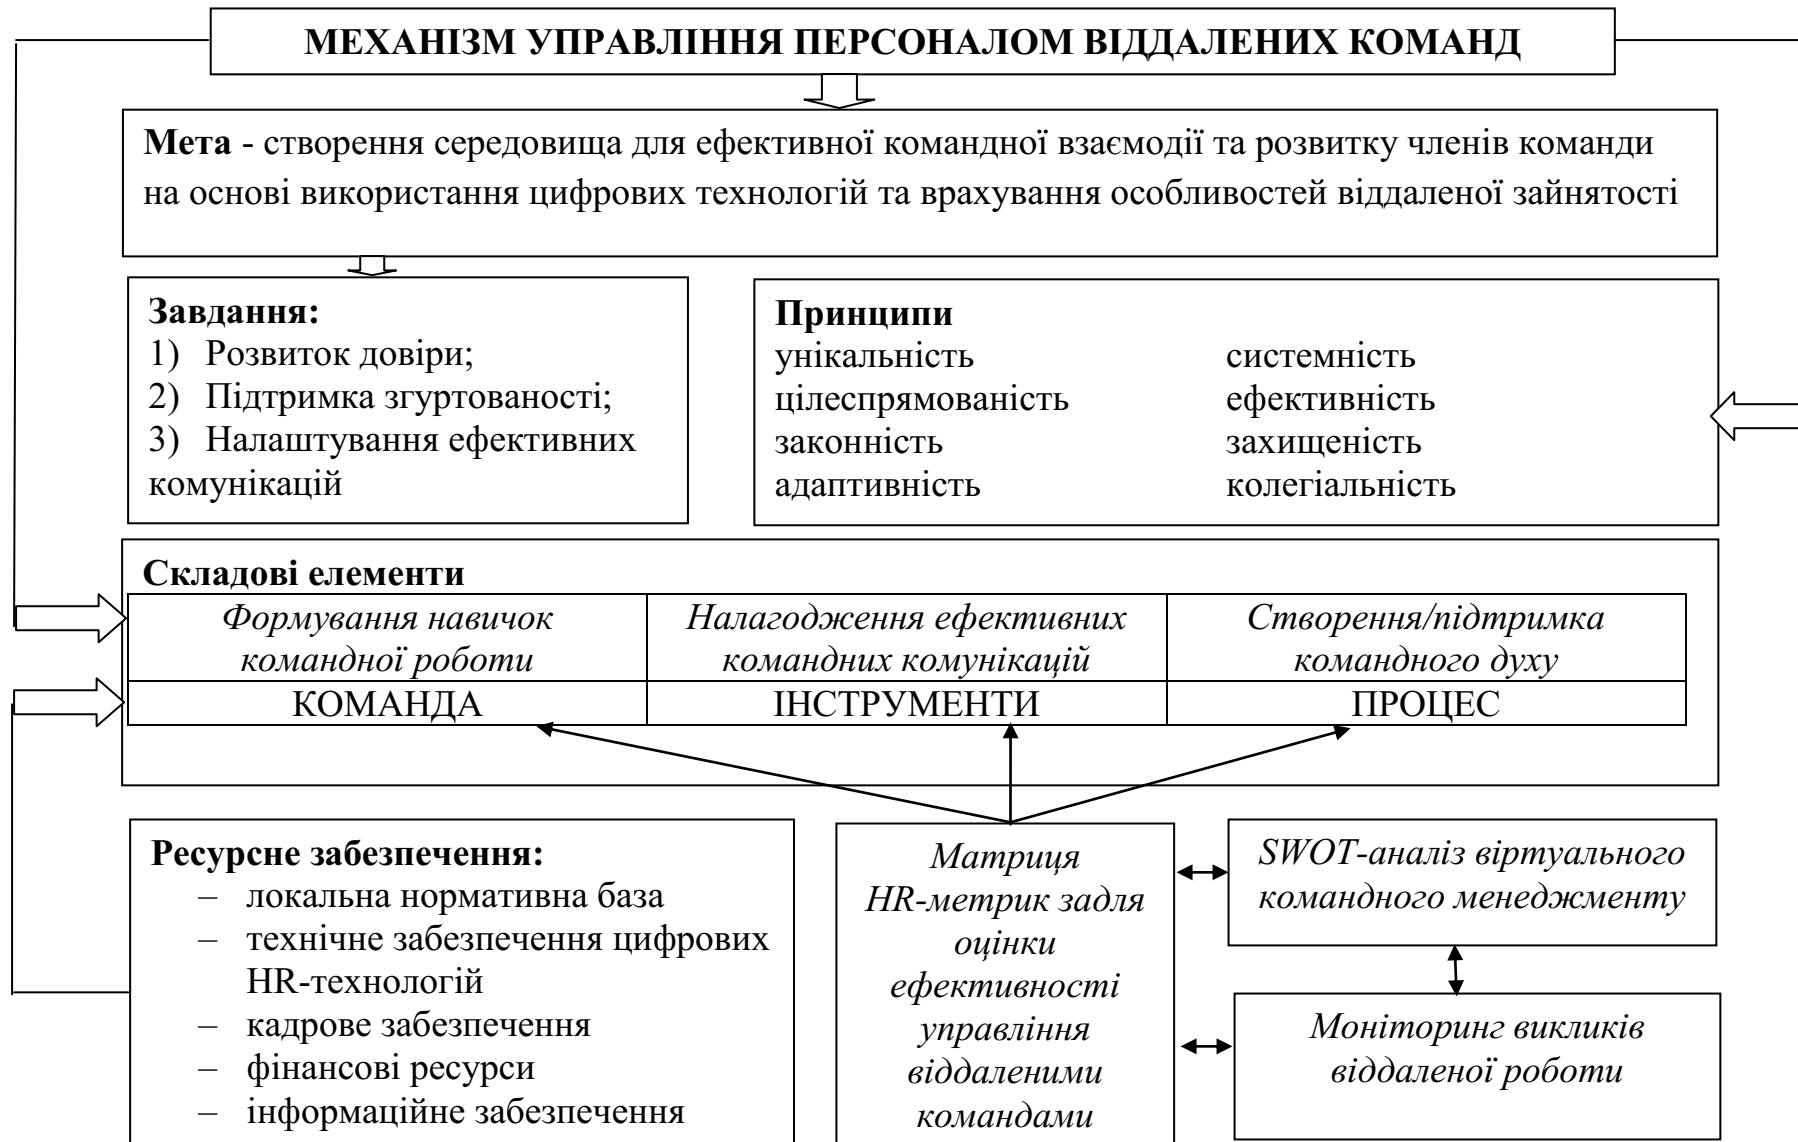 МЕХАНІЗМ УПРАВЛІННЯ ПЕРСОНАЛОМ ВІДДАЛЕНИХ КОМАНД
Мета - створення середовища для ефективної командної взаємодії та розвитку членів команди
на основі використання цифрових технологій та врахування особливостей віддаленої зайнятості
Завдання:
1) Розвиток довіри;
2) Підтримка згуртованості;
3) Налаштування ефективних
комунікацій
Принципи
унікальність системність
цілеспрямованість ефективність
законність захищеність
адаптивність колегіальність
Складові елементи
Формування навичок
командної роботи
Налагодження ефективних
командних комунікацій
Створення/підтримка
командного духу
КОМАНДА
ІНСТРУМЕНТИ
ПРОЦЕС
Ресурсне забезпечення:
– локальна нормативна база
– технічне забезпечення цифрових
HR-технологій
– кадрове забезпечення
– фінансові ресурси
– інформаційне забезпечення
Матриця
HR-метрик задля
оцінки
ефективності
управління
віддаленими
командами
SWOT-аналіз віртуального
командного менеджменту
Моніторинг викликів
віддаленої роботи